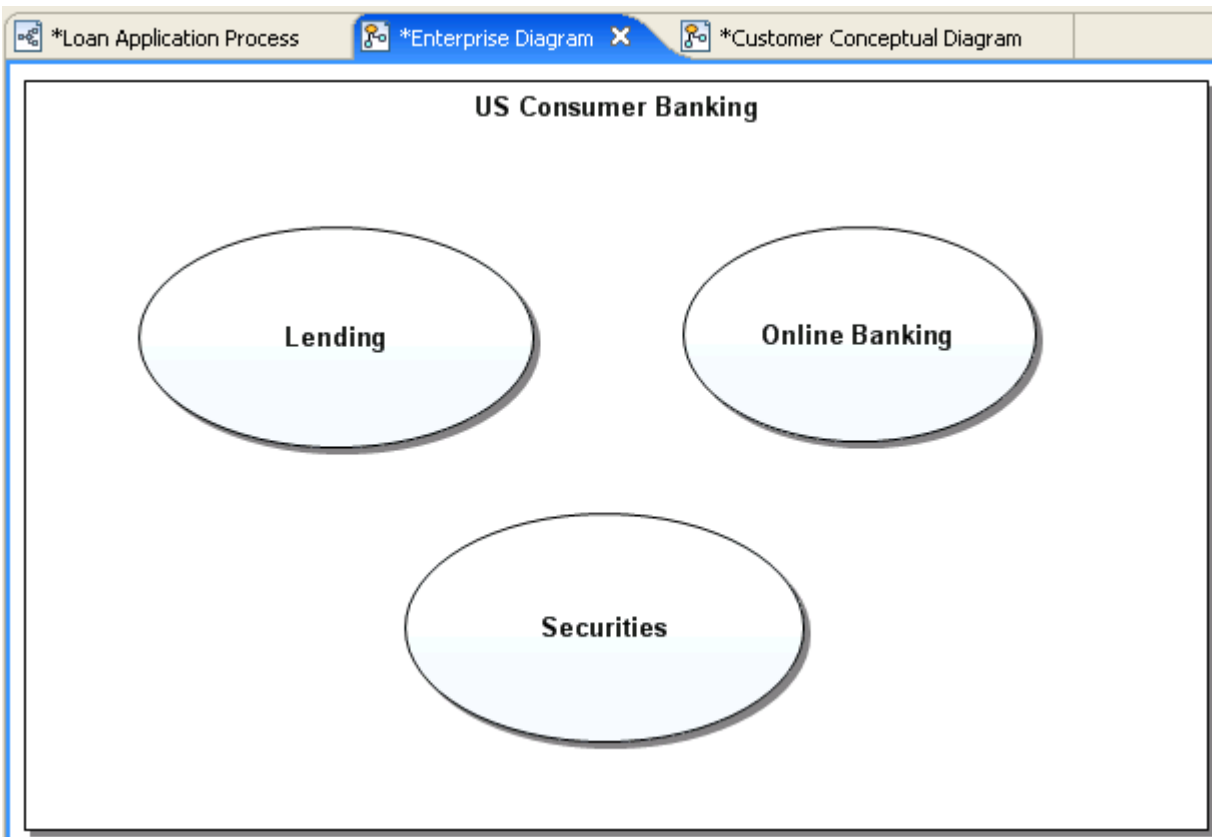 *Loan Application Process
*Enterprise Diagram
*Customer Conceptual Diagram
US Consumer Banking
Lending
Online Banking
Securities